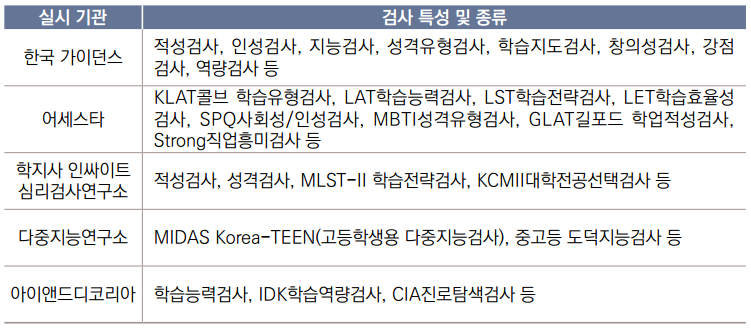 실시 기관 검사 특성 및 종류
한국 가이던스 적성검사, 인성검사, 지능검사, 성격유형검사, 학습지도검사, 창의성검사, 강점
검사, 역량검사 등
어세스타 KLAT콜브 학습유형검사, LAT학습능력검사, LST학습전략검사, LET학습효율성
검사, SPQ사회성/인성검사, MBTI성격유형검사, GLAT길포드 학업적성검사,
Strong직업흥미검사 등
학지사 인싸이트
심리검사연구소 적성검사, 성격검사, MLST-II 학습전략검사, KCMII대학전공선택검사 등
다중지능연구소 MIDAS Korea-TEEN(고등학생용 다중지능검사), 중고등 도덕지능검사 등
아이앤드디코리아 학습능력검사, IDK학습역량검사, CIA진로탐색검사 등